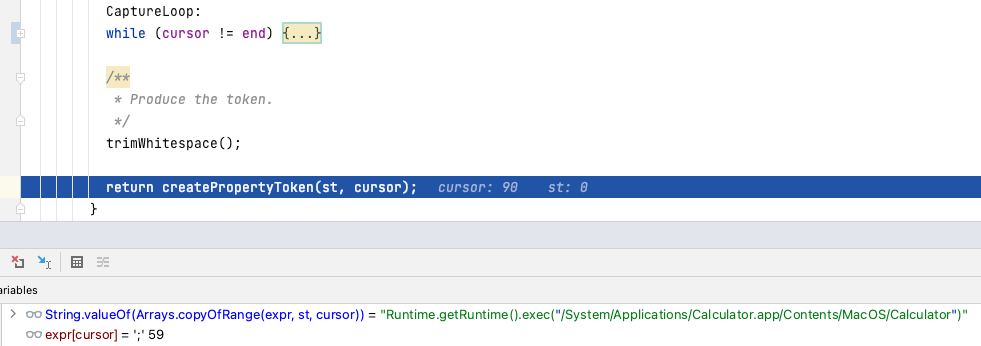 CaptureLoop:
while (cursor != end) {...}
/**
* Produce the token.
*/
trimWhitespace();
return createPropertyToken(st, cursor); cursor: 90 st: 0
}
ariables
String.valueOf(Arrays.copyOfRange(expr, st, cursor)) = "Runtime.getRuntime().exec("/System/Applications/Calculator.app/Contents/MacOS/Calculator")"
expr[cursor] = ';' 59